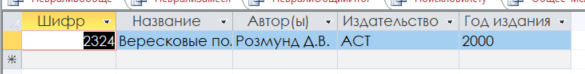 Шифр Название Автор(ы) Издательство Год издания
2324 Вересковые по. Розмунд Д.В. АСТ 2000